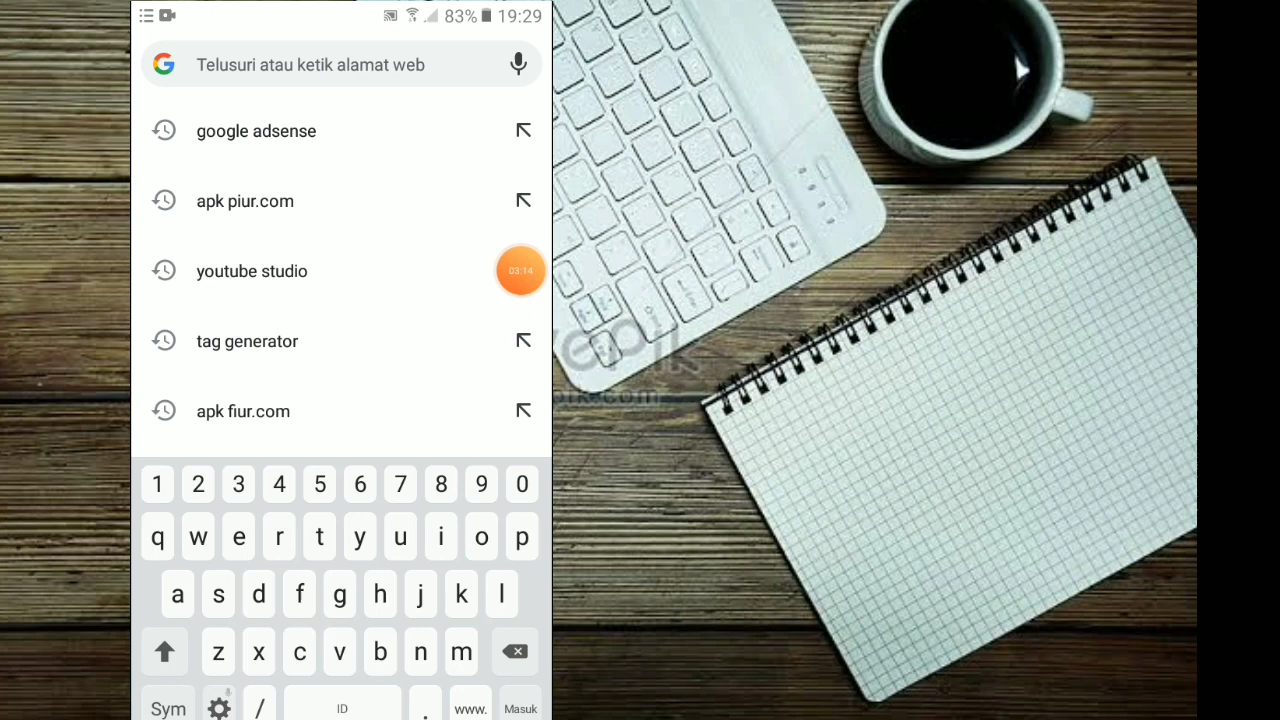 83% 19:29
Telusuri atau ketik alamat web
google adsense
apk piur.com
youtube studio
03:14
tag generator
apk fiur.com
1 2 3 4 5 6 7 8 9 0
q w e r t y u i o p
a s d f g h j k l
z x c v b n m
Sym / ID . www. Masuk